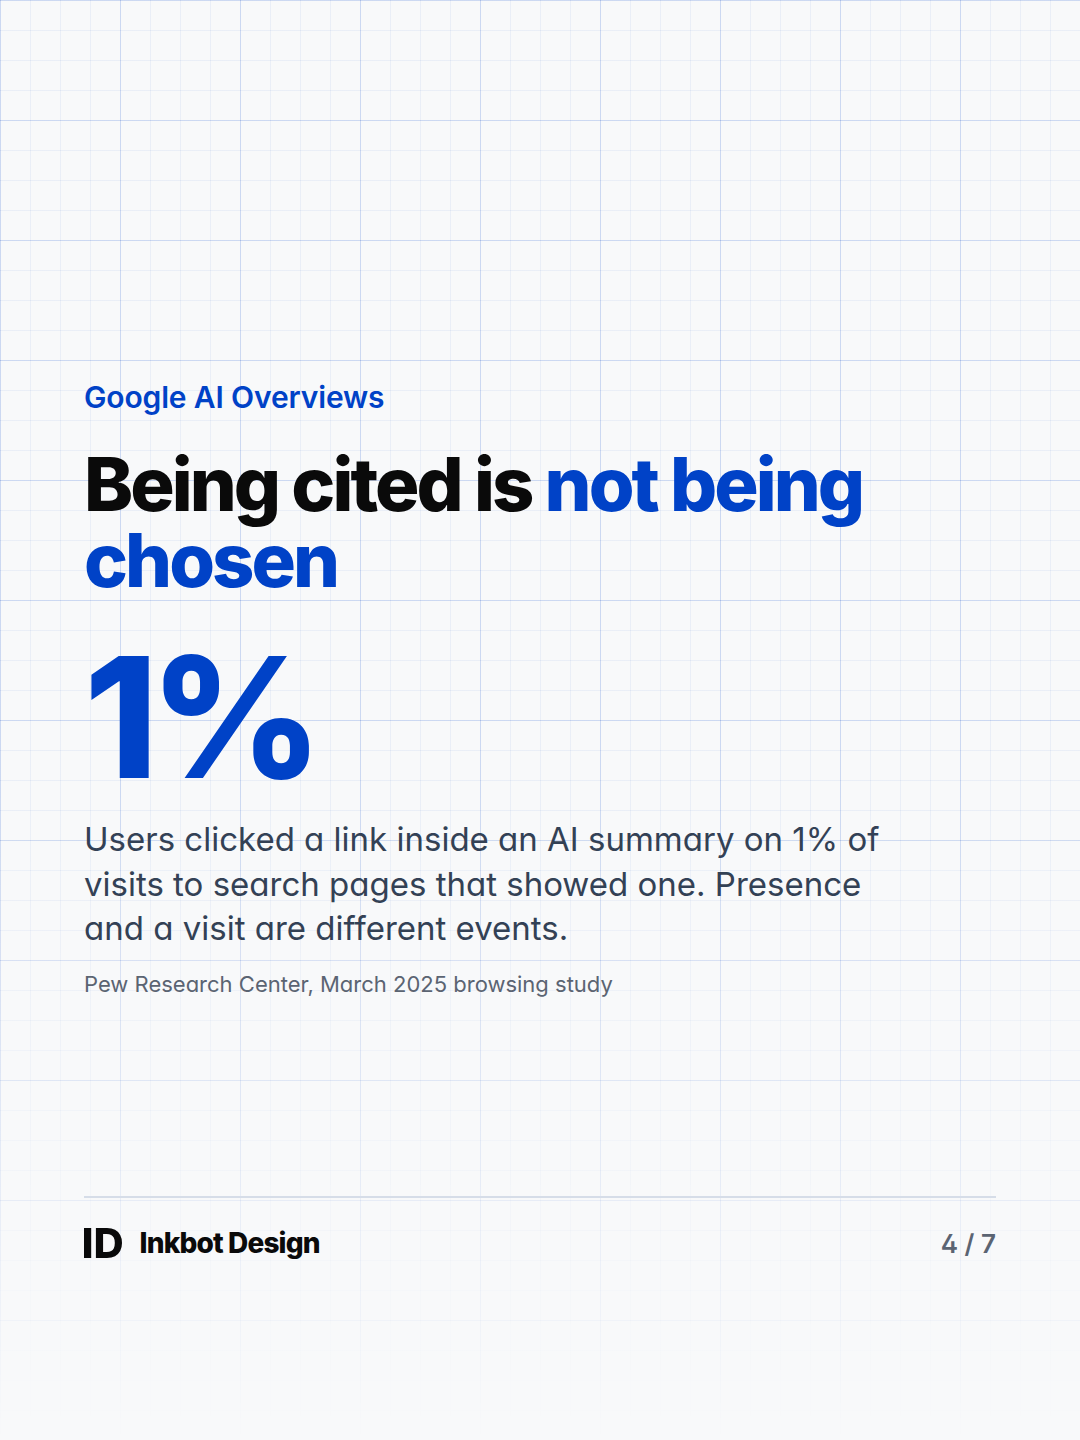 Google AI Overviews
Being cited is not being
chosen
1%
Users clicked a link inside an AI summary on 1% of
visits to search pages that showed one. Presence
and a visit are different events.
Pew Research Center, March 2025 browsing study
ID Inkbot Design
4 / 7